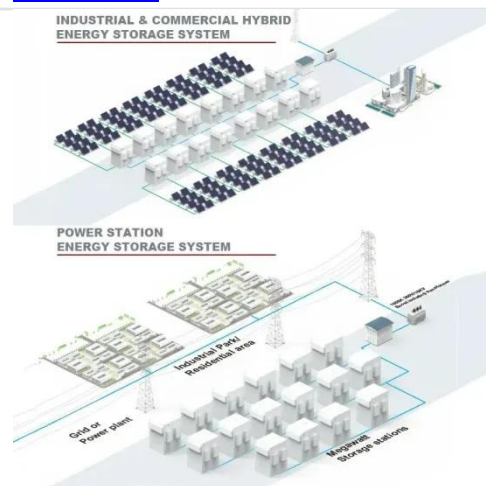 INDUSTRIAL & COMMERCIAL HYBRID
ENERGY STORAGE SYSTEM
POWER STATION
ENERGY STORAGE SYSTEM
Industrial Park/
Residential area
Grid or
Power plant
Megawatt
Storage stations